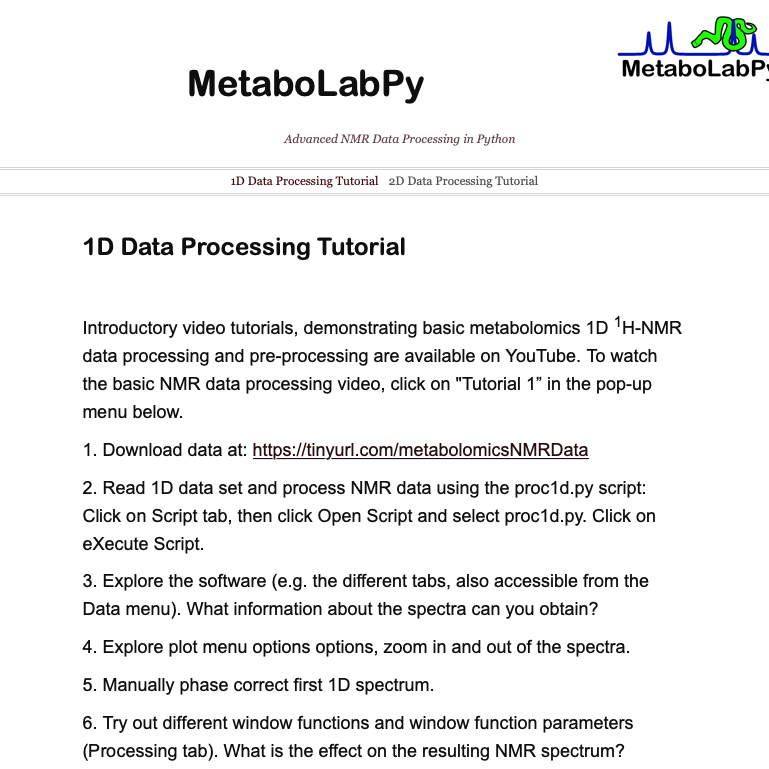 MetaboLabPy
MetaboLabPy
Advanced NMR Data Processing in Python
1D Data Processing Tutorial 2D Data Processing Tutorial
1D Data Processing Tutorial
Introductory video tutorials, demonstrating basic metabolomics 1D ¹H-NMR
data processing and pre-processing are available on YouTube. To watch
the basic NMR data processing video, click on "Tutorial 1” in the pop-up
menu below.
1. Download data at: https://tinyurl.com/metabolomicsNMRData
2. Read 1D data set and process NMR data using the proc1d.py script:
Click on Script tab, then click Open Script and select proc1d.py. Click on
eXecute Script.
3. Explore the software (e.g. the different tabs, also accessible from the
Data menu). What information about the spectra can you obtain?
4. Explore plot menu options options, zoom in and out of the spectra.
5. Manually phase correct first 1D spectrum.
6. Try out different window functions and window function parameters
(Processing tab). What is the effect on the resulting NMR spectrum?